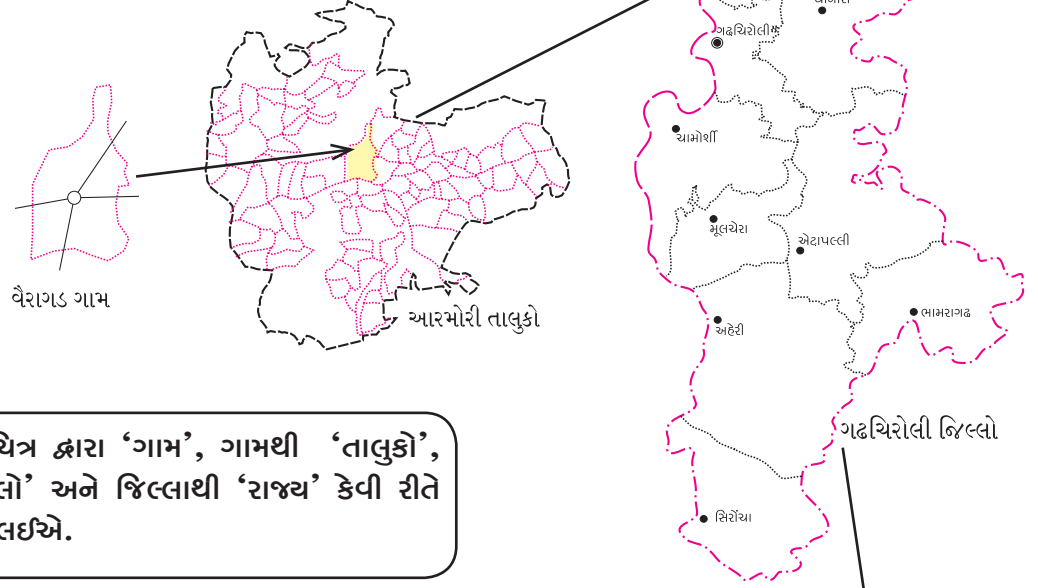 ગઢચિરોલી
ચામોર્શી
મૂલચેરા
એટાપલ્લી
વૈરાગડ ગામ
આરમોરી તાલુકો
અહેરી
ભામરાગઢ
ગઢચિરોલી જિલ્લો
દ્વારા ‘ગામ’, ગામથી ‘તાલુકો’,
અને જિલ્લાથી ‘રાજ્ય’ કેવી રીતે
લઈએ.
સિરોંચા